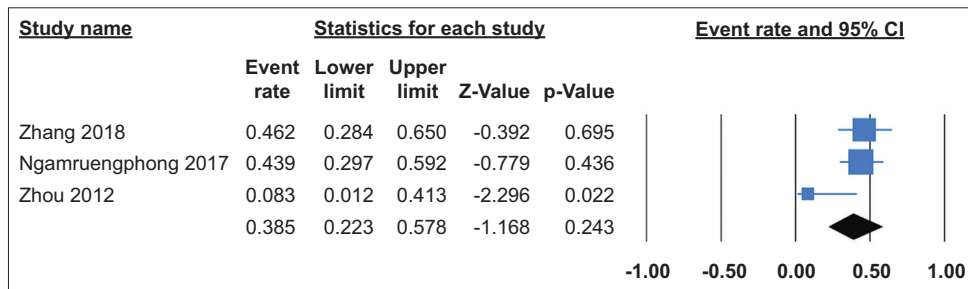 Study name Statistics for each study Event rate and 95% CI
Event Lower Upper
rate limit limit Z-Value p-Value
Zhang 2018 0.462 0.284 0.650 -0.392 0.695
Ngamruengphong 2017 0.439 0.297 0.592 -0.779 0.436
Zhou 2012 0.083 0.012 0.413 -2.296 0.022
0.385 0.223 0.578 -1.168 0.243
-1.00 -0.50 0.00 0.50 1.00